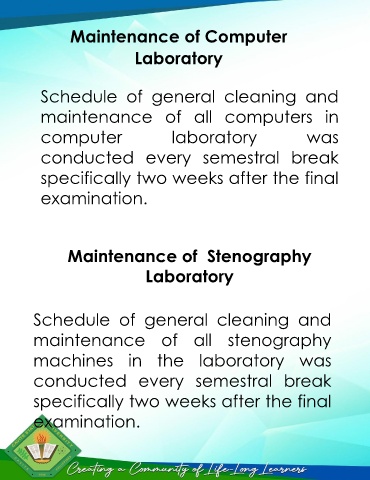 Maintenance of Computer
Laboratory
Schedule of general cleaning and
maintenance of all computers in
computer laboratory was
conducted every semestral break
specifically two weeks after the final
examination.
Maintenance of Stenography
Laboratory
Schedule of general cleaning and
maintenance of all stenography
machines in the laboratory was
conducted every semestral break
specifically two weeks after the final
examination.
Creating a Community of Life-Long Learners